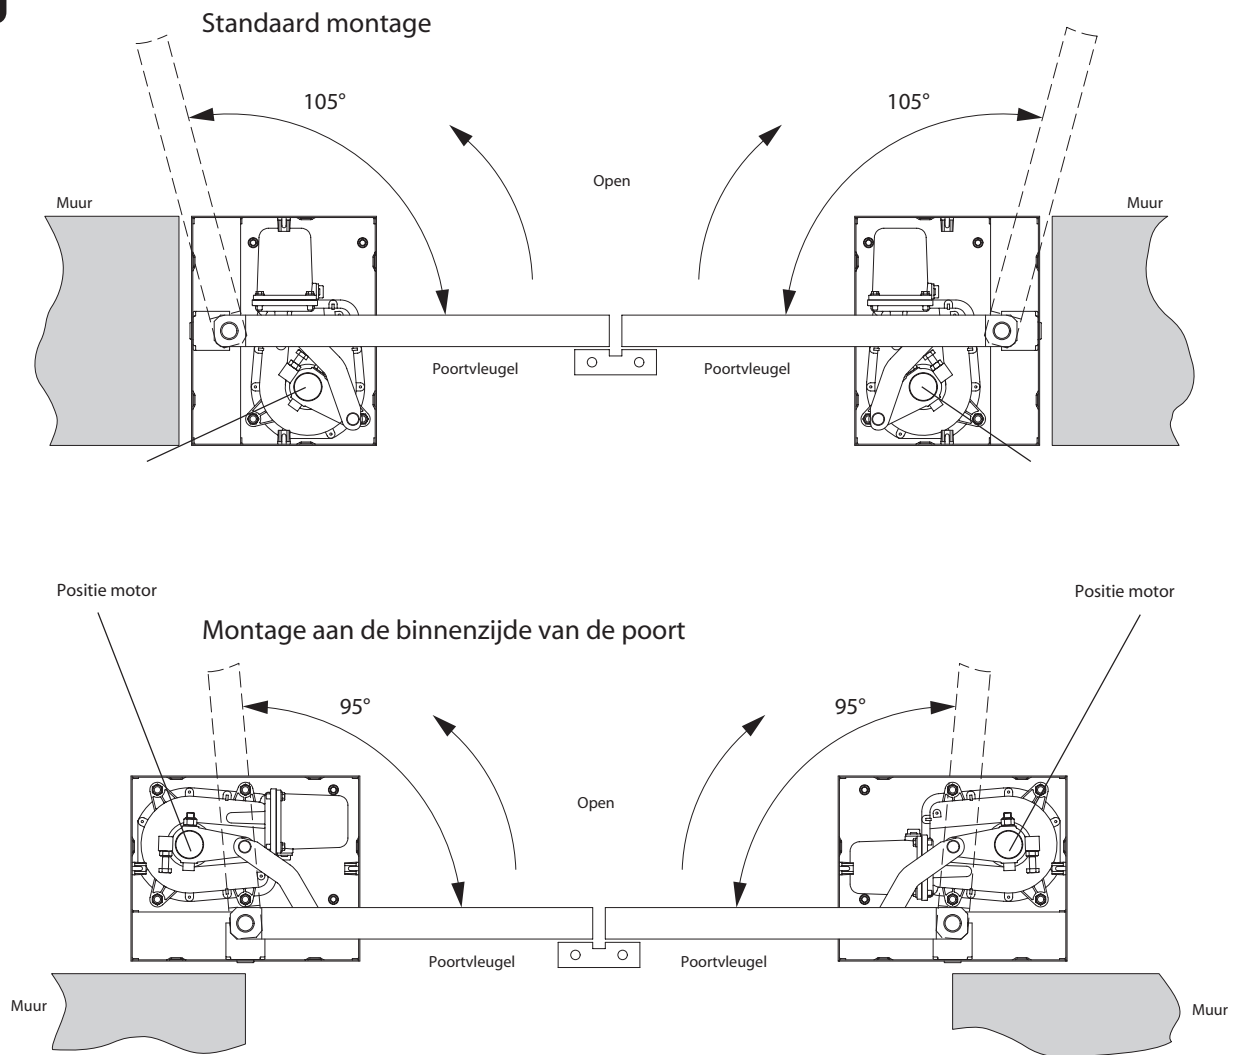 Standaard montage
105°
105°
Open
Muur
Muur
Poortvleugel
Poortvleugel
Positie motor
Positie motor
Montage aan de binnenzijde van de poort
95°
95°
Open
Poortvleugel
Poortvleugel
Muur
Muur